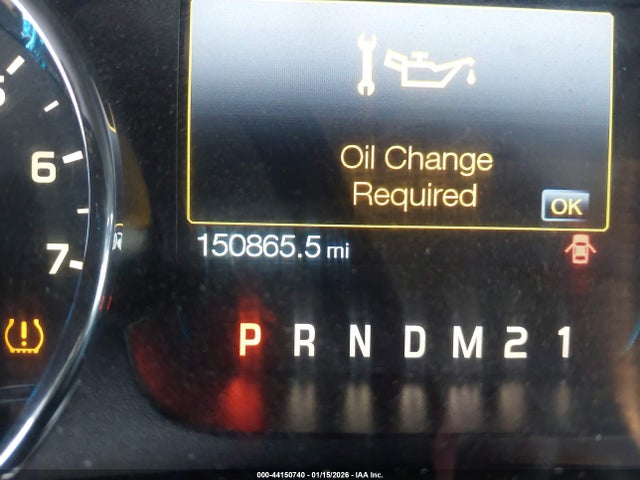 Oil Change
Required
OK
6
150865.5 mi
7
P R N D M 2 1
000-44150740 - 01/15/2026 - IAA Inc.